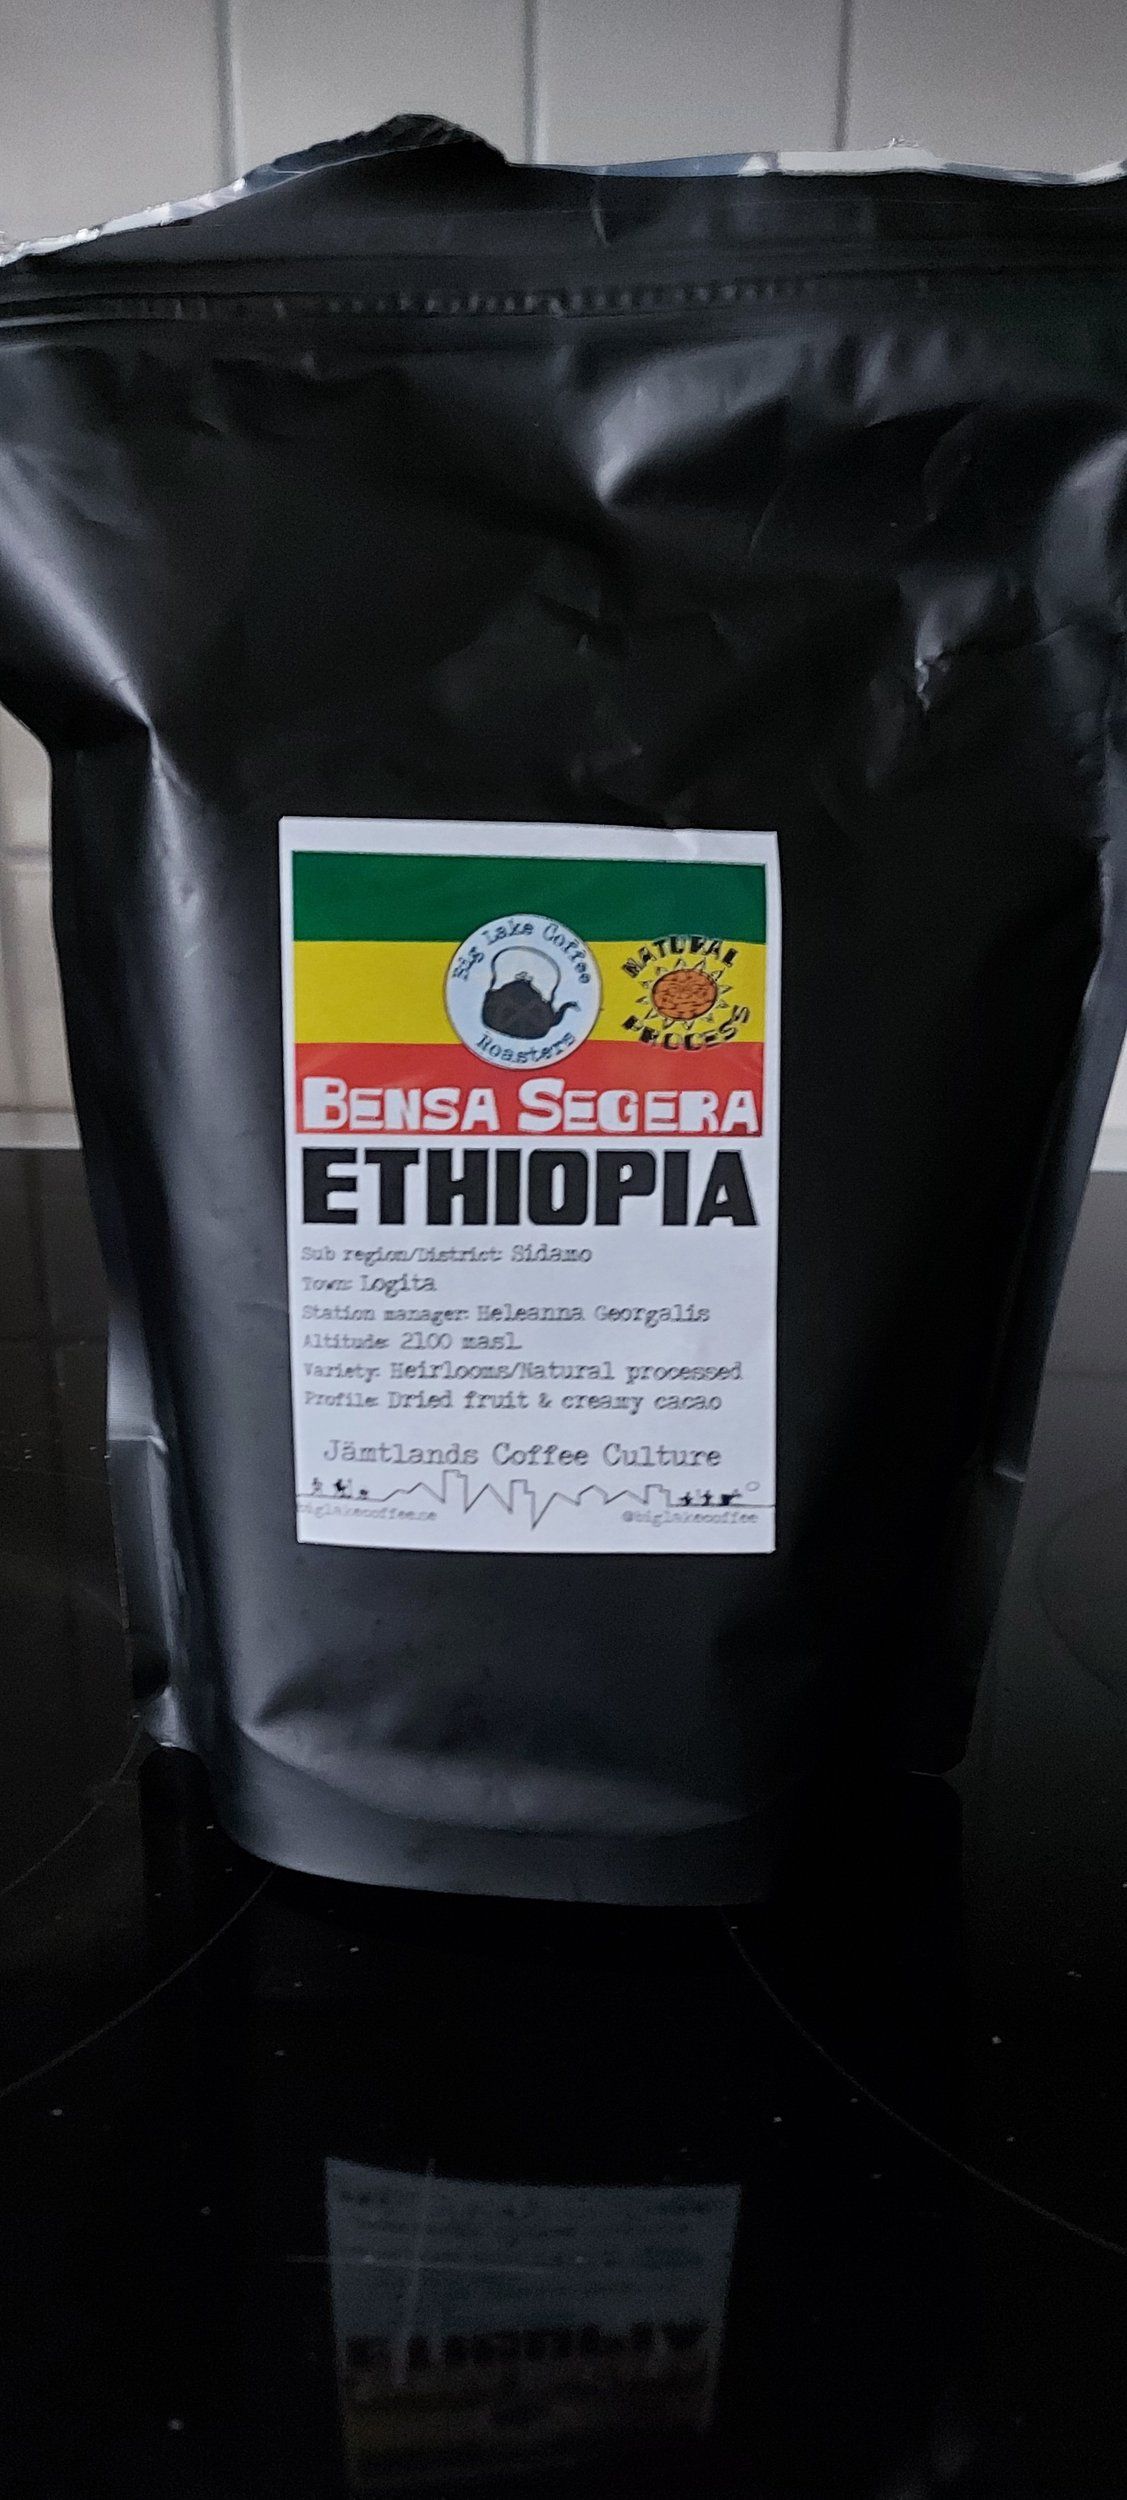 Big Lake Coffee
Roasters
NATURAL
PROCESS
BENSA SEGERA
ETHIOPIA
Sub region/District: Sidamo
Town: Logita
Station manager: Heleanna Georgalis
Altitude: 2100 masl
Variety: Heirlooms/Natural processed
Profile: Dried fruit & creamy cacao
Jämtlands Coffee Culture
biglakecoffee.se
@biglakecoffee